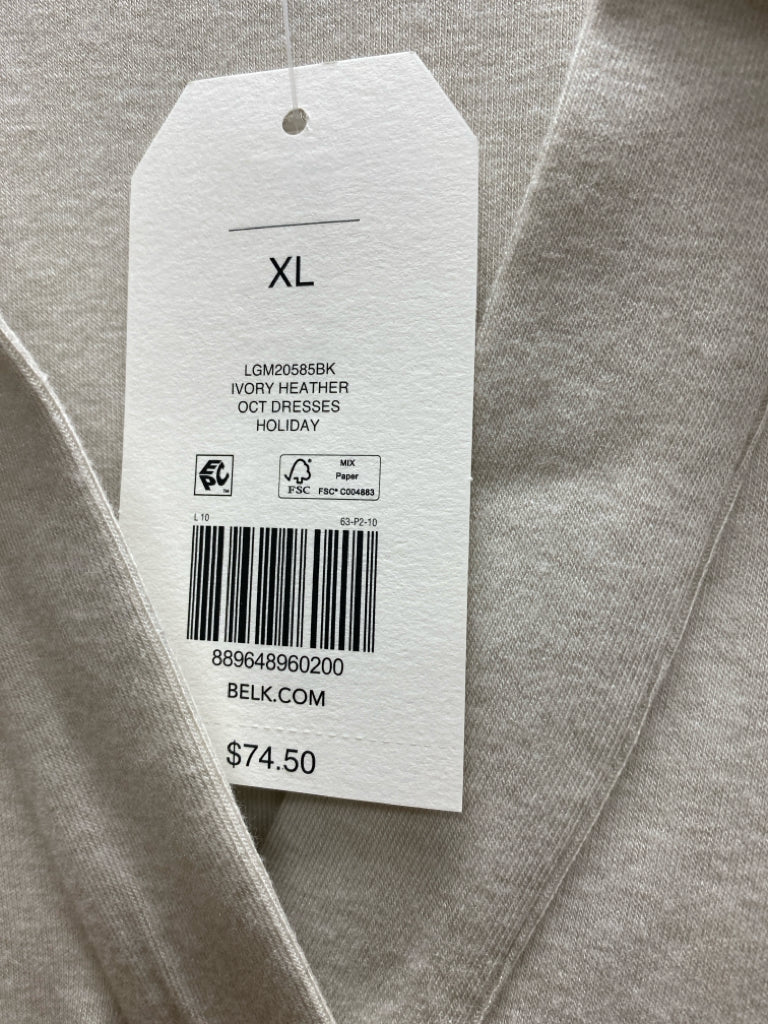 XL
LGM20585BK
IVORY HEATHER
OCT DRESSES
HOLIDAY
EPC™
FSC
MIX
Paper
FSC® C004883
L 10 63-P2-10
889648960200
BELK.COM
$74.50